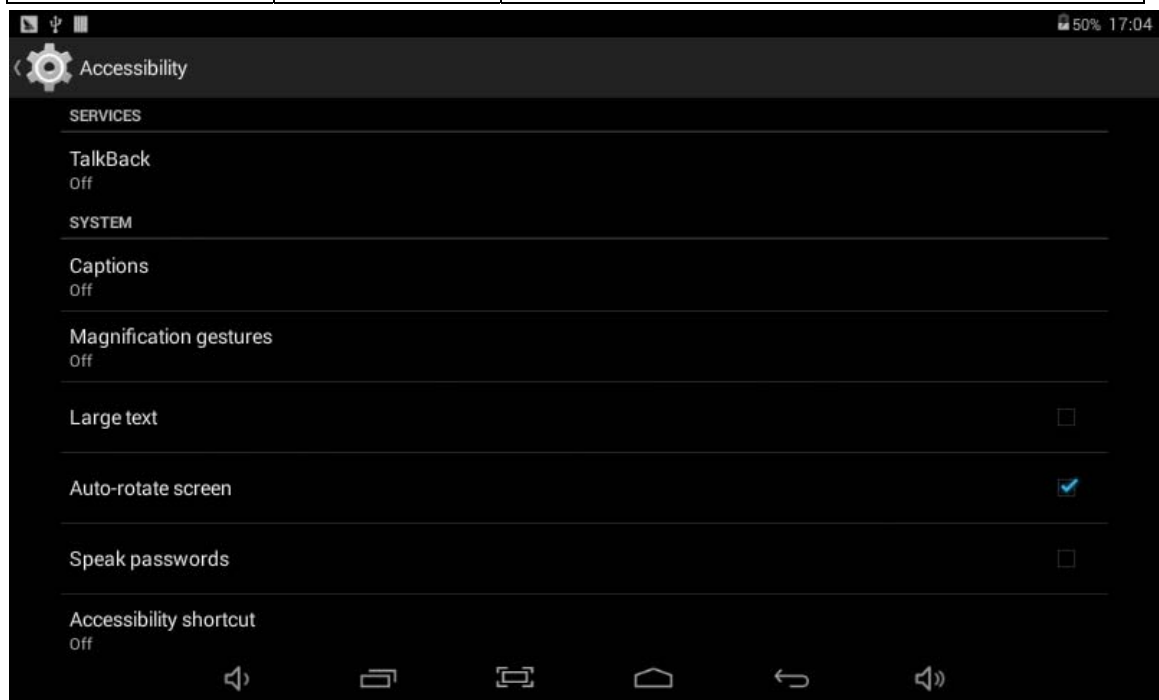 50% 17:04
Accessibility
SERVICES
TalkBack
Off
SYSTEM
Captions
Off
Magnification gestures
Off
Large text
Auto-rotate screen
Speak passwords
Accessibility shortcut
Off